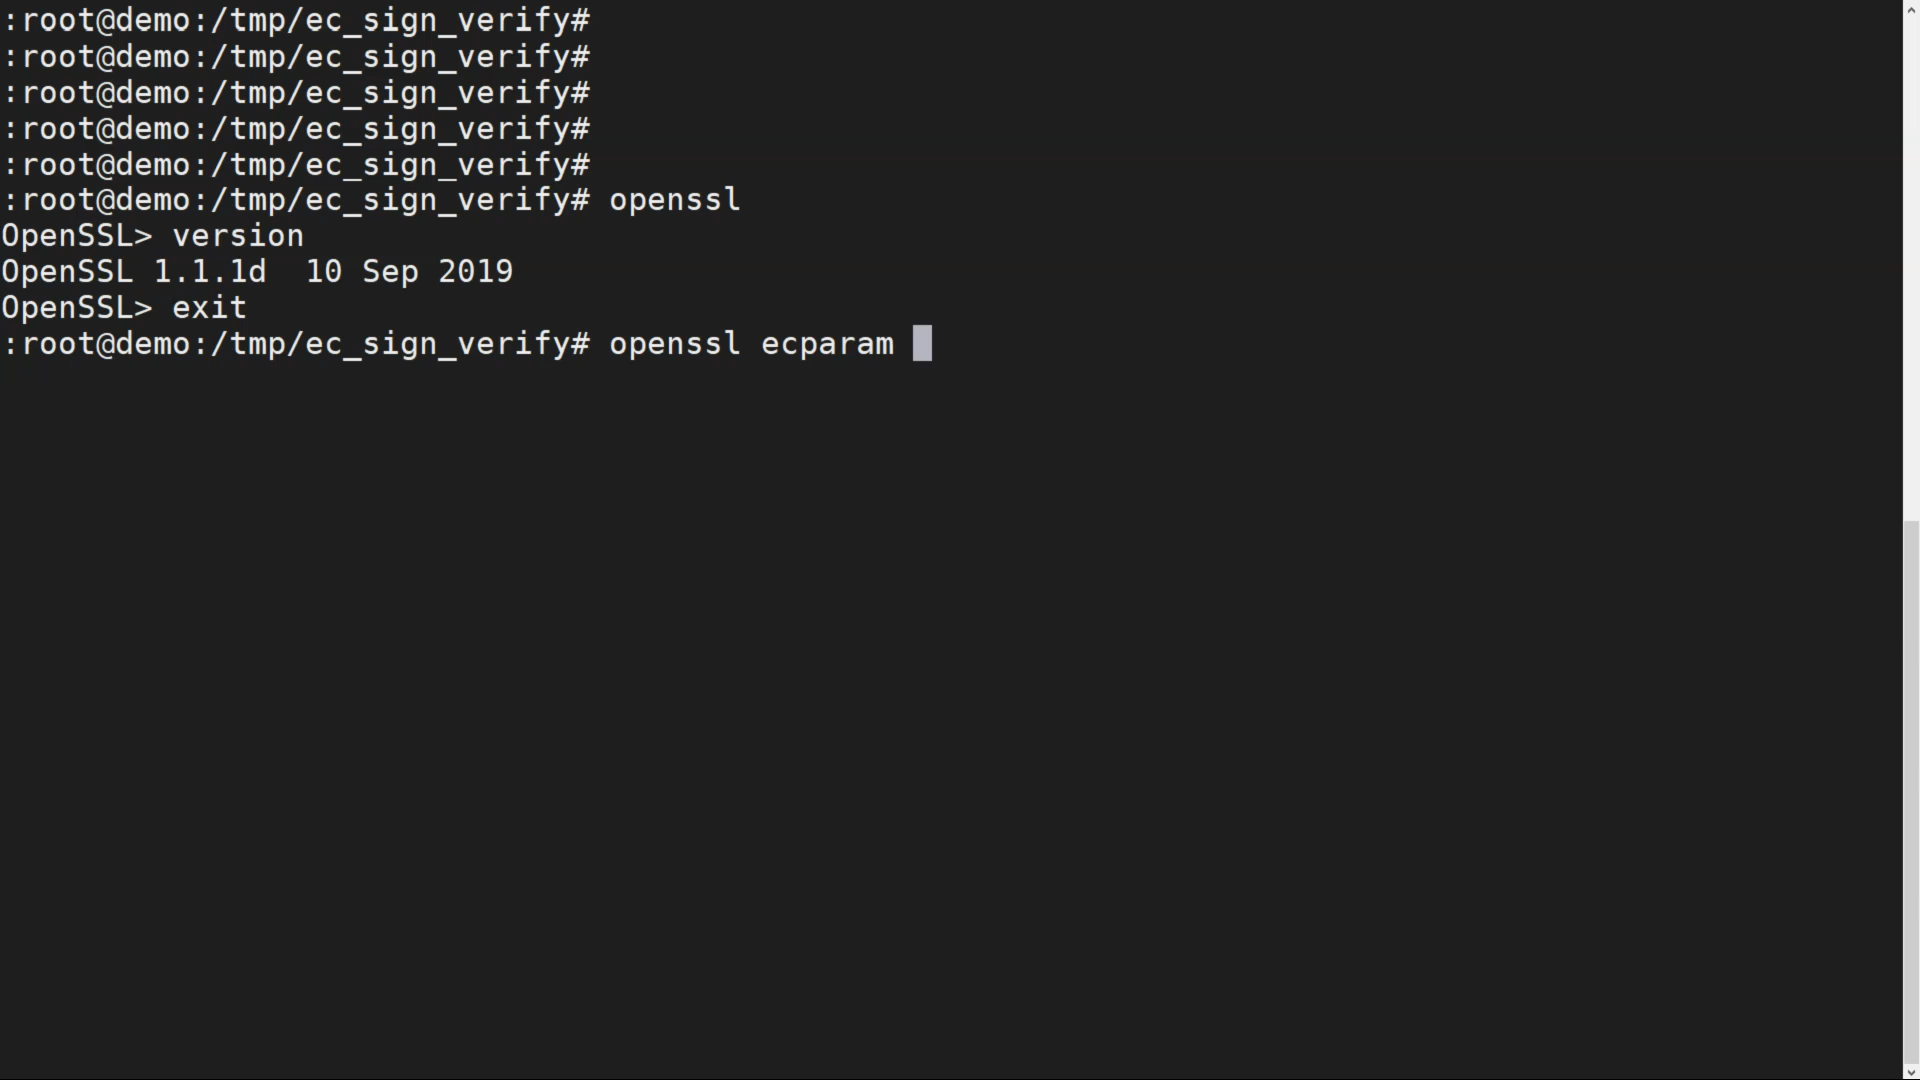 :root@demo:/tmp/ec_sign_verify#
:root@demo:/tmp/ec_sign_verify#
:root@demo:/tmp/ec_sign_verify#
:root@demo:/tmp/ec_sign_verify#
:root@demo:/tmp/ec_sign_verify#
:root@demo:/tmp/ec_sign_verify# openssl
OpenSSL> version
OpenSSL 1.1.1d  10 Sep 2019
OpenSSL> exit
:root@demo:/tmp/ec_sign_verify# openssl ecparam